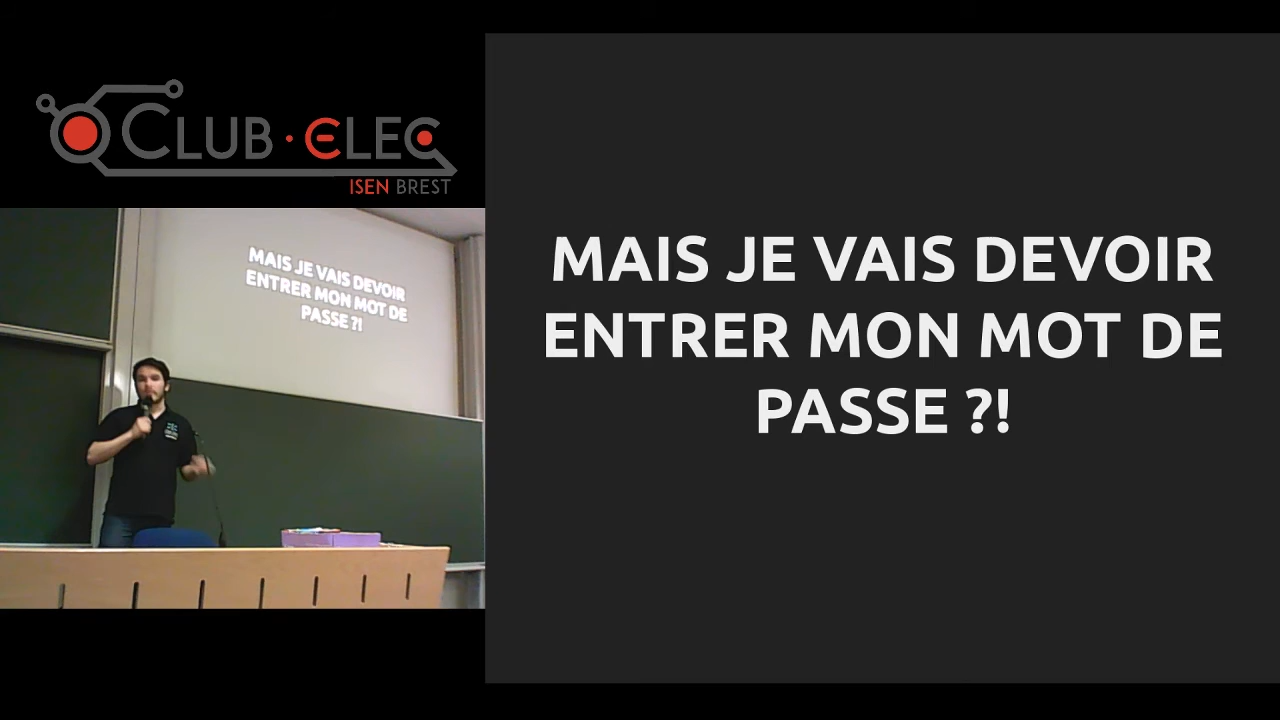 CLUB · ELEC
ISEN BREST
MAIS JE VAIS DEVOIR
ENTRER MON MOT DE
PASSE ?!
MAIS JE VAIS DEVOIR
ENTRER MON MOT DE
PASSE ?!